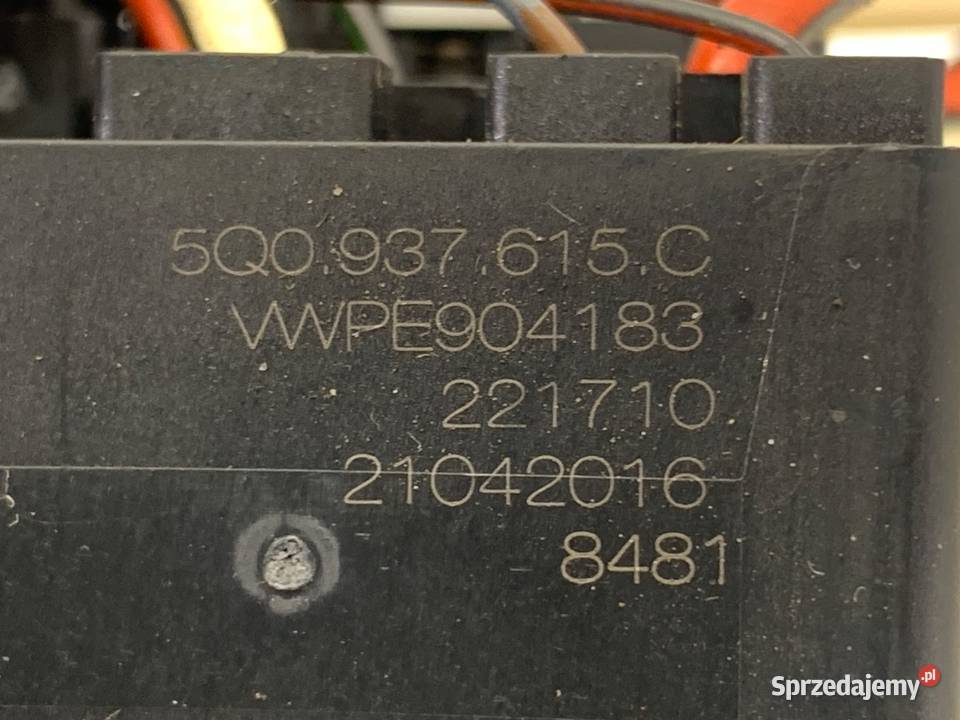 5Q0.937.615.C
VWPE904183
221710
21042016
8481
Sprzedajemy.pl